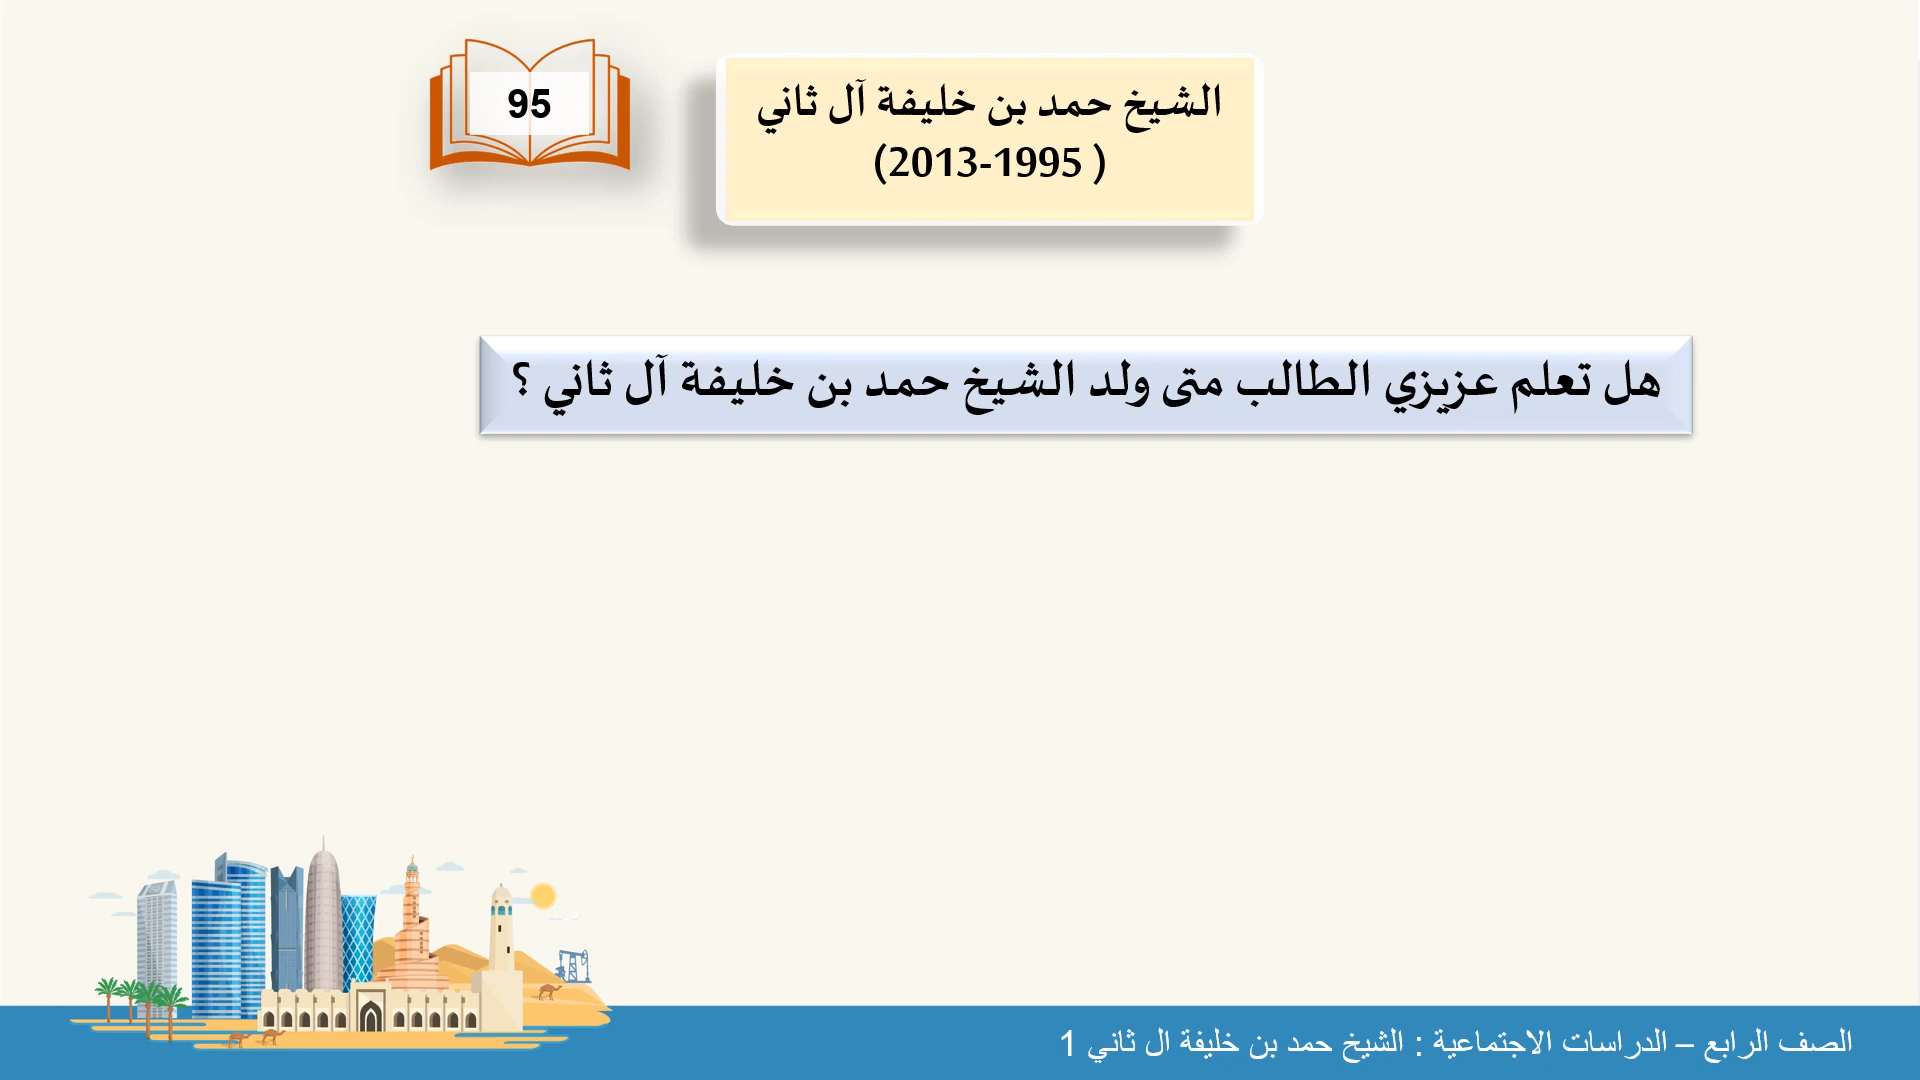 الشيخ حمد بن خليفة آل ثاني
( 1995-2013)
95
هل تعلم عزيزي الطالب متى ولد الشيخ حمد بن خليفة آل ثاني ؟
الصف الرابع – الدراسات الاجتماعية : الشيخ حمد بن خليفة ال ثاني 1